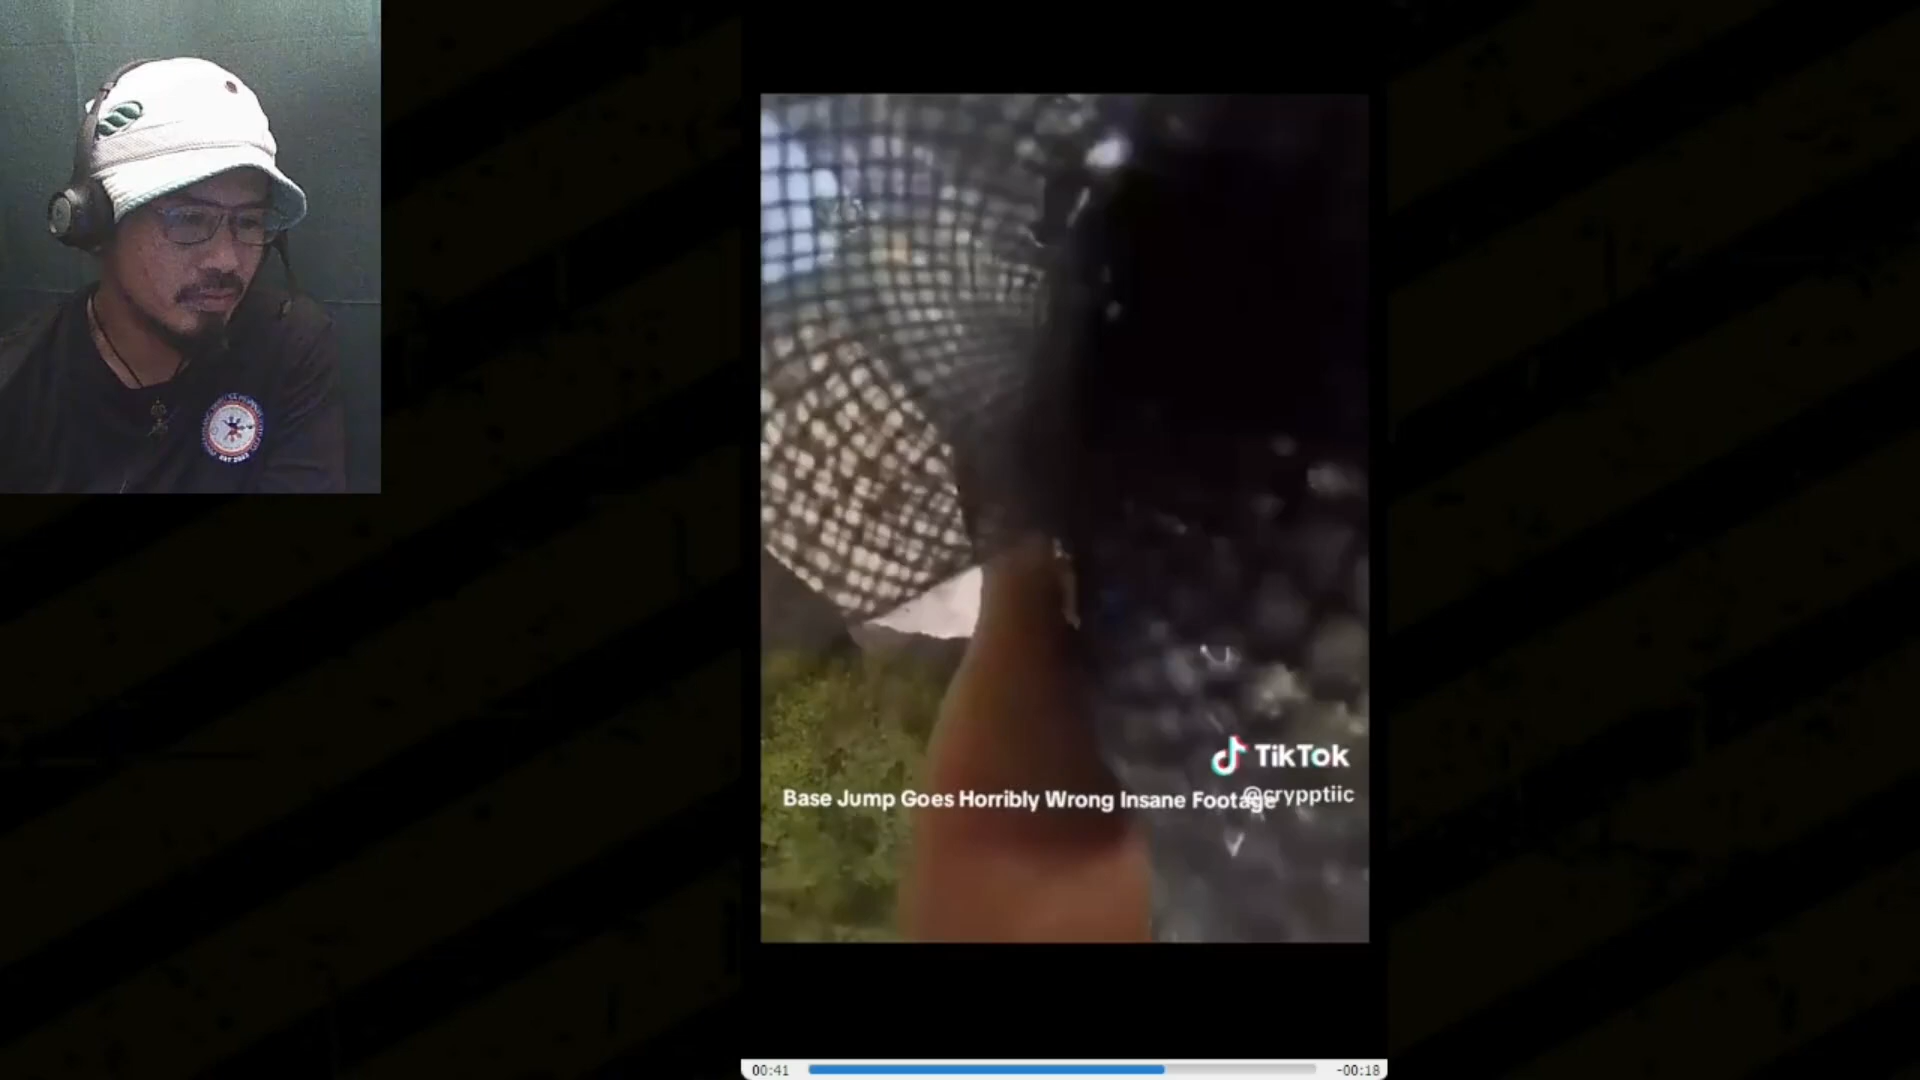 TikTok
Base Jump Goes Horribly Wrong Insane Footage
@crypptiic
00:41
-00:18